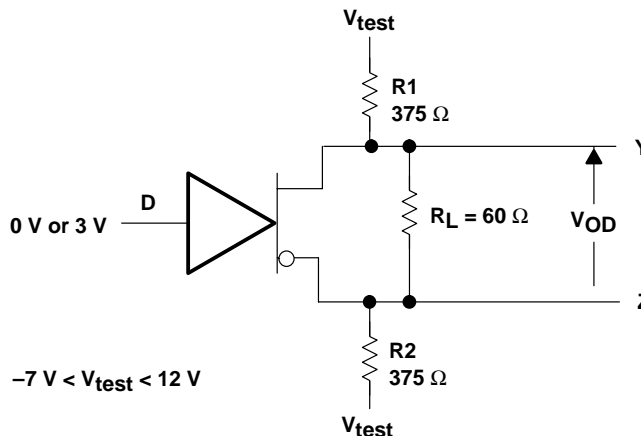 Vtest
R1
375 Ω
Y
D
0 V or 3 V
RL = 60 Ω
VOD
Z
R2
375 Ω
–7 V < Vtest < 12 V
Vtest